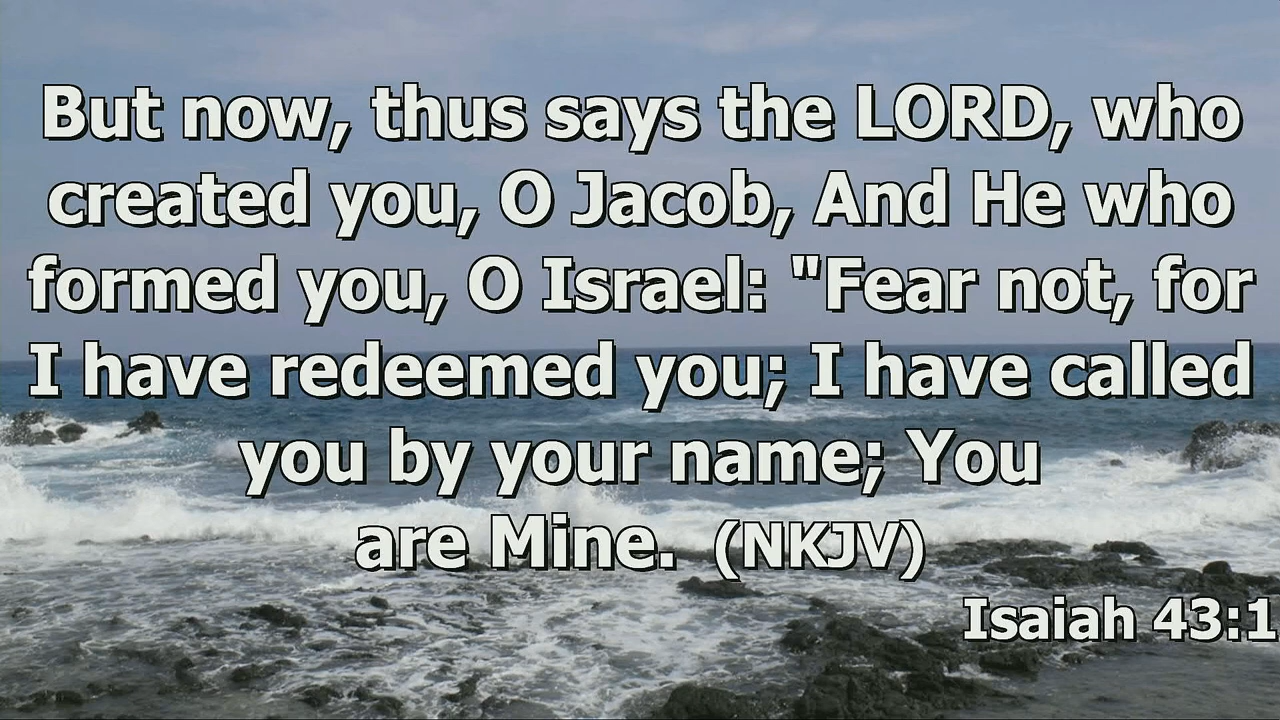 But now, thus says the LORD, who
created you, O Jacob, And He who
formed you, O Israel: "Fear not, for
I have redeemed you; I have called
you by your name; You
are Mine. (NKJV)
Isaiah 43:1